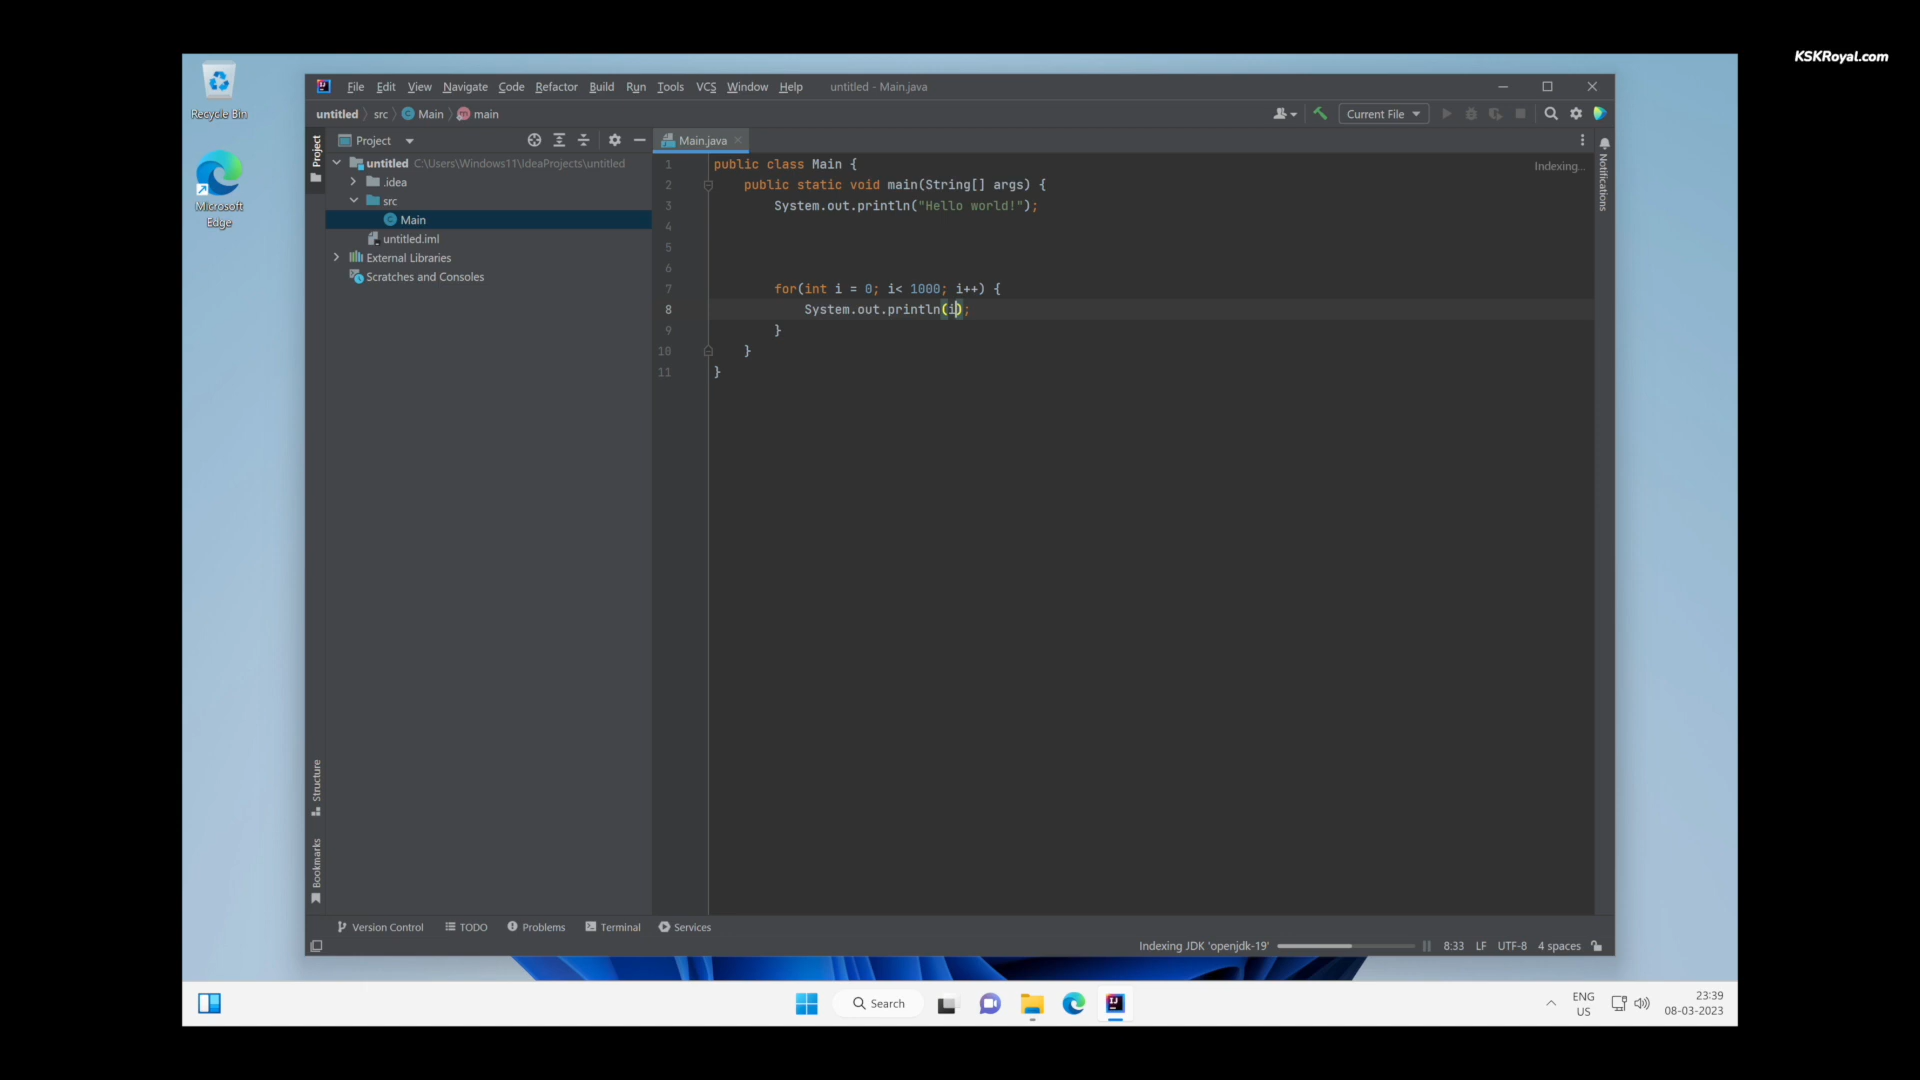 KSKRoyal.com
Recycle Bin
Microsoft
Edge
File Edit View Navigate Code Refactor Build Run Tools VCS Window Help untitled - Main.java
untitled src Main main
Current File
Project
Project
Main.java
untitled C:\Users\Windows11\IdeaProjects\untitled
.idea
src
Main
untitled.iml
External Libraries
Scratches and Consoles
1 public class Main {
2 public static void main(String[] args) {
3 System.out.println("Hello world!");
4
5
6
7 for(int i = 0; i< 1000; i++) {
8 System.out.println(i);
9 }
10 }
11 }
Indexing...
Notifications
Structure
Bookmarks
Version Control TODO Problems Terminal Services
Indexing JDK 'openjdk-19' 8:33 LF UTF-8 4 spaces
Search
ENG
US
23:39
08-03-2023